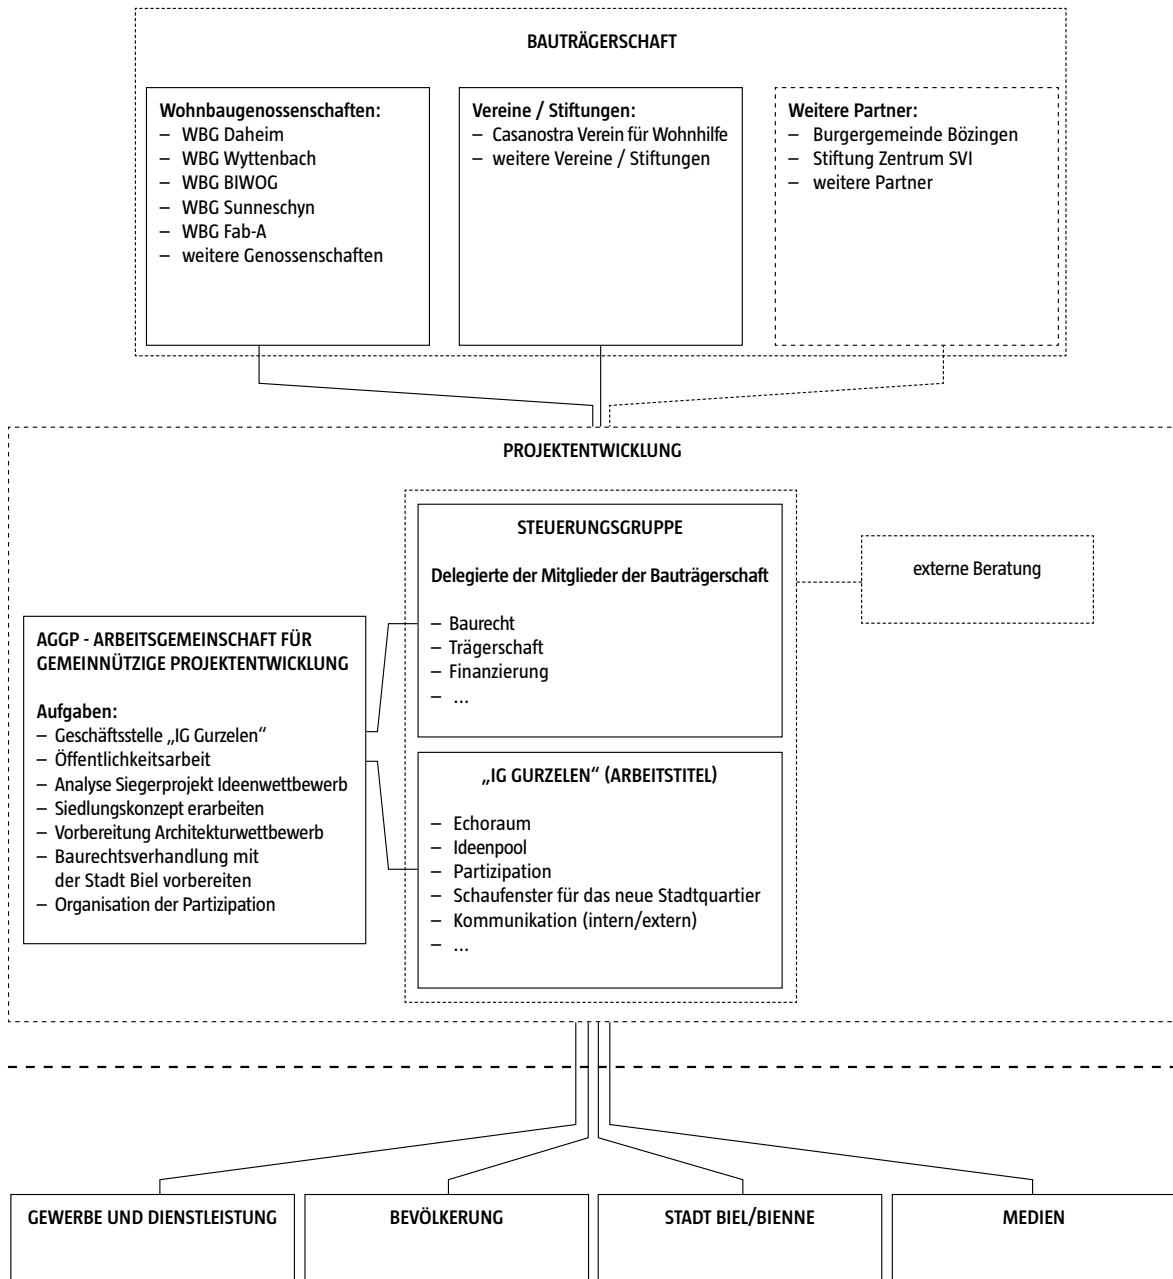 BAUTRÄGERSCHAFT
Wohnbaugenossenschaften:
– WBG Daheim
– WBG Wyttenbach
– WBG BIWOG
– WBG Sunneschyn
– WBG Fab-A
– weitere Genossenschaften
Vereine / Stiftungen:
– Casanostra Verein für Wohnhilfe
– weitere Vereine / Stiftungen
Weitere Partner:
– Burgergemeinde Bözingen
– Stiftung Zentrum SVI
– weitere Partner
PROJEKTENTWICKLUNG
STEUERUNGSGRUPPE
Delegierte der Mitglieder der Bauträgerschaft
– Baurecht
– Trägerschaft
– Finanzierung
– ...
externe Beratung
AGGP - ARBEITSGEMEINSCHAFT FÜR
GEMEINNÜTZIGE PROJEKTENTWICKLUNG
Aufgaben:
– Geschäftsstelle „IG Gurzelen“
– Öffentlichkeitsarbeit
– Analyse Siegerprojekt Ideenwettbewerb
– Siedlungskonzept erarbeiten
– Vorbereitung Architekturwettbewerb
– Baurechtsverhandlung mit
der Stadt Biel vorbereiten
– Organisation der Partizipation
„IG GURZELEN“ (ARBEITSTITEL)
– Echoraum
– Ideenpool
– Partizipation
– Schaufenster für das neue Stadtquartier
– Kommunikation (intern/extern)
– ...
GEWERBE UND DIENSTLEISTUNG
BEVÖLKERUNG
STADT BIEL/BIENNE
MEDIEN